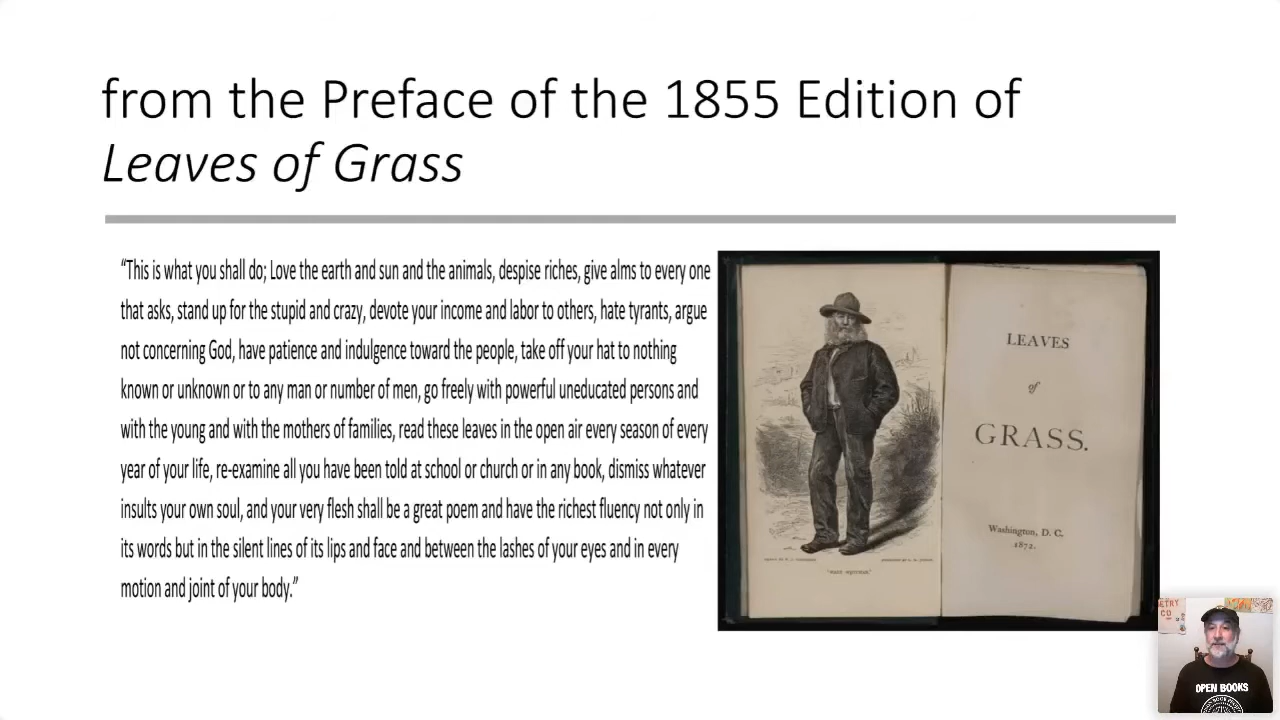 from the Preface of the 1855 Edition of
Leaves of Grass
“This is what you shall do; Love the earth and sun and the animals, despise riches, give alms to every one
that asks, stand up for the stupid and crazy, devote your income and labor to others, hate tyrants, argue
not concerning God, have patience and indulgence toward the people, take off your hat to nothing
known or unknown or to any man or number of men, go freely with powerful uneducated persons and
with the young and with the mothers of families, read these leaves in the open air every season of every
year of your life, re-examine all you have been told at school or church or in any book, dismiss whatever
insults your own soul, and your very flesh shall be a great poem and have the richest fluency not only in
its words but in the silent lines of its lips and face and between the lashes of your eyes and in every
motion and joint of your body.”
LEAVES
of
GRASS.
Washington, D. C.
1872.
OPEN BOOKS